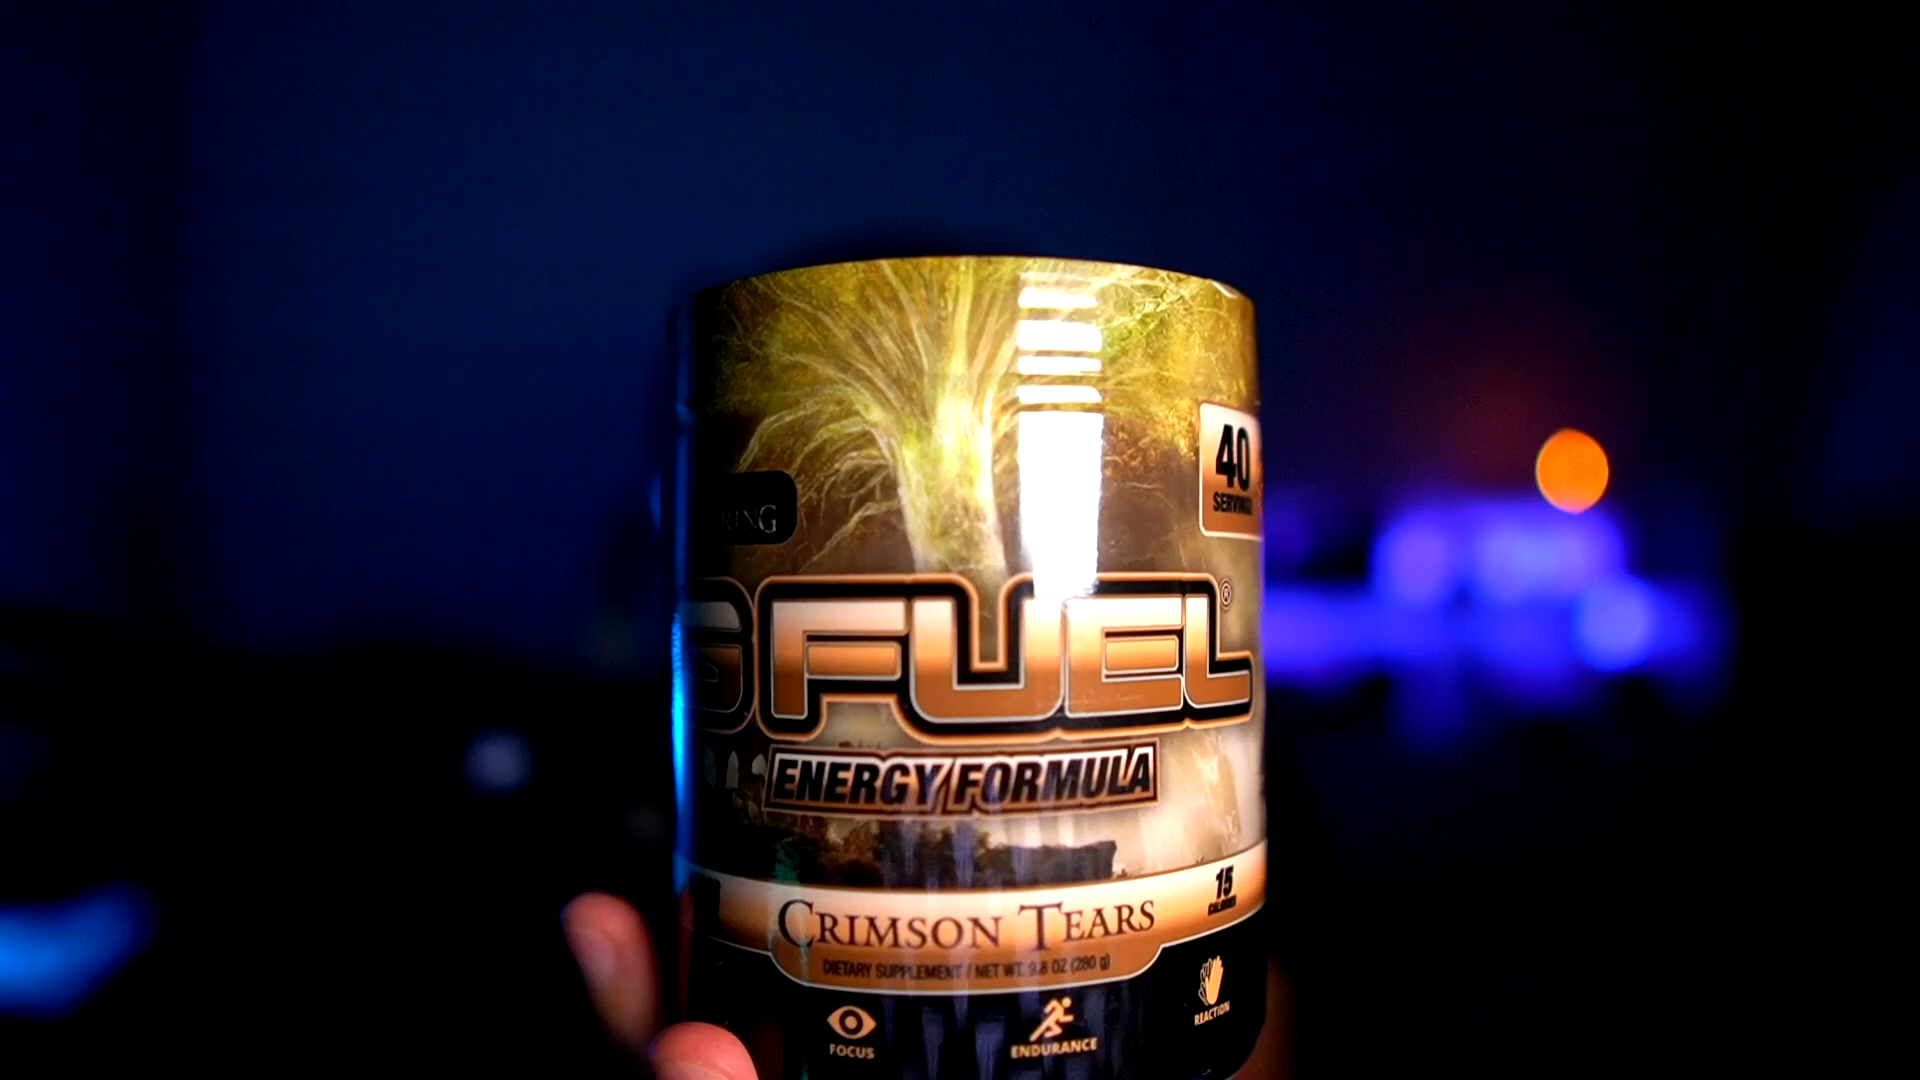 40
SERVINGS
RING
G FUEL®
ENERGY FORMULA
15
CALORIES
CRIMSON TEARS
DIETARY SUPPLEMENT / NET WT. 9.8 OZ (280 g)
FOCUS
ENDURANCE
REACTION